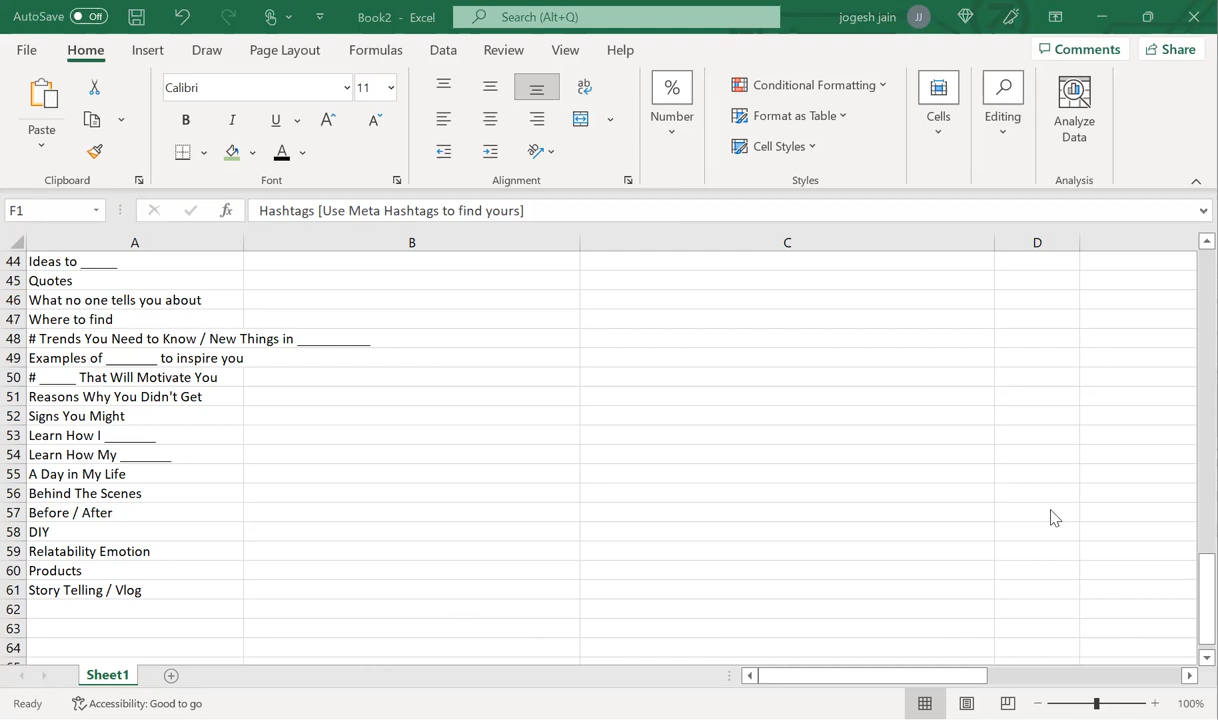 AutoSave Off Book2 - Excel Search (Alt+Q) jogesh jain JJ
File Home Insert Draw Page Layout Formulas Data Review View Help Comments Share
Paste
Clipboard
Calibri 11
B I U A A
A
Font
ab
Alignment
%
Number
Conditional Formatting
Format as Table
Cell Styles
Styles
Cells
Editing
Analyze
Data
Analysis
F1 fx Hashtags [Use Meta Hashtags to find yours]
A B C D
44 Ideas to _____
45 Quotes
46 What no one tells you about
47 Where to find
48 # Trends You Need to Know / New Things in __________
49 Examples of _______ to inspire you
50 # _____ That Will Motivate You
51 Reasons Why You Didn't Get
52 Signs You Might
53 Learn How I _______
54 Learn How My _______
55 A Day in My Life
56 Behind The Scenes
57 Before / After
58 DIY
59 Relatability Emotion
60 Products
61 Story Telling / Vlog
62
63
64
Sheet1
Ready Accessibility: Good to go 100%